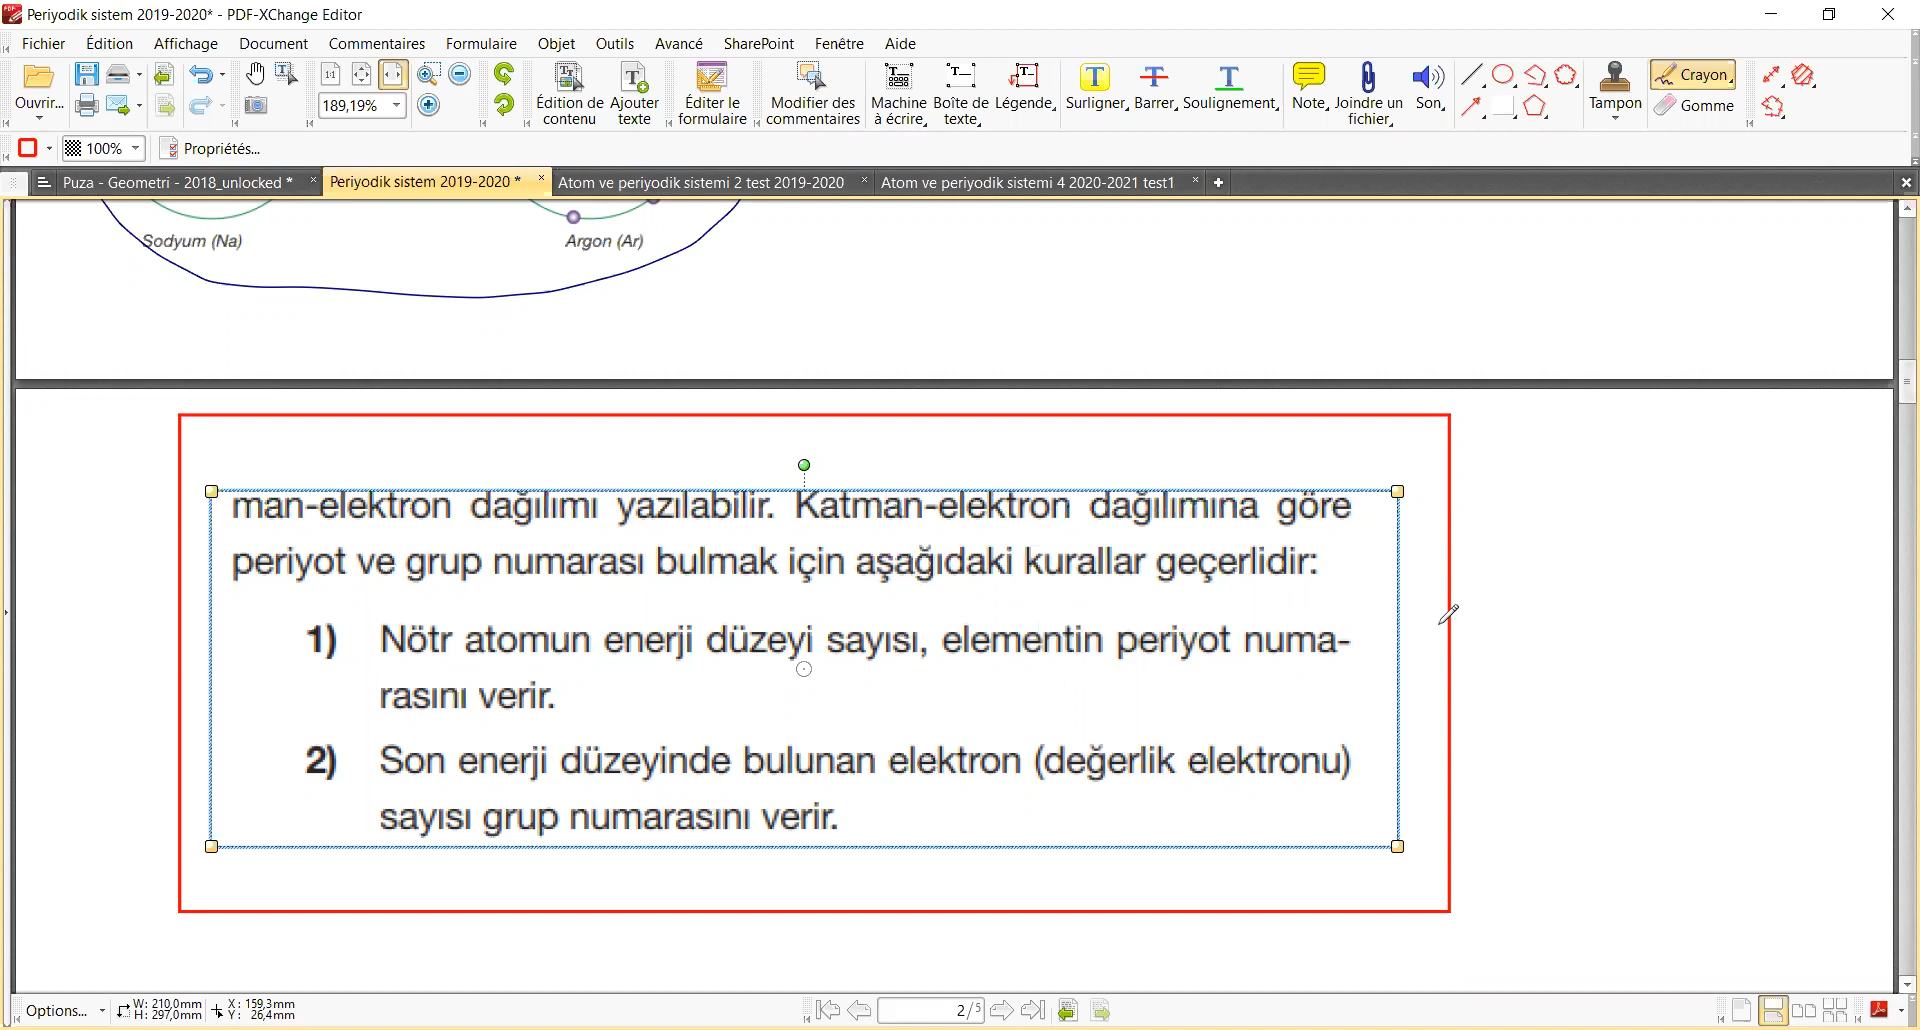 Periyodik sistem 2019-2020* - PDF-XChange Editor
Fichier Édition Affichage Document Commentaires Formulaire Objet Outils Avancé SharePoint Fenêtre Aide
Ouvrir... 189,19% Édition de contenu Ajouter texte Éditer le formulaire Modifier des commentaires Machine à écrire Boîte de texte Légende Surligner Barrer Soulignement Note Joindre un fichier Son Tampon Crayon Gomme
100% Propriétés...
Puza - Geometri - 2018_unlocked * Periyodik sistem 2019-2020 * Atom ve periyodik sistemi 2 test 2019-2020 Atom ve periyodik sistemi 4 2020-2021 test1
Sodyum (Na) Argon (Ar)
man-elektron dağılımı yazılabilir. Katman-elektron dağılımına göre
periyot ve grup numarası bulmak için aşağıdaki kurallar geçerlidir:
1) Nötr atomun enerji düzeyi sayısı, elementin periyot numa-
rasını verir.
2) Son enerji düzeyinde bulunan elektron (değerlik elektronu)
sayısı grup numarasını verir.
Options... W: 210,0mm X: 159,3mm 2/5
H: 297,0mm Y: 26,4mm